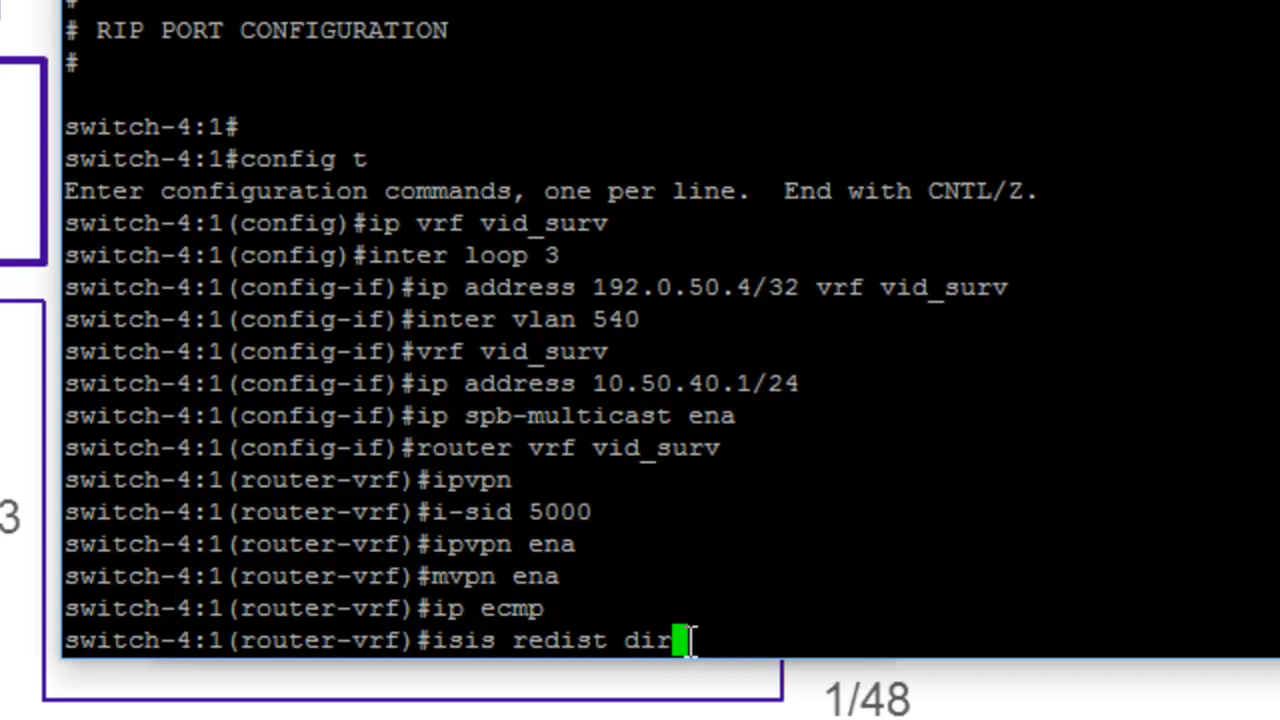 #
# RIP PORT CONFIGURATION
#
switch-4:1#
switch-4:1#config t
Enter configuration commands, one per line.  End with CNTL/Z.
switch-4:1(config)#ip vrf vid_surv
switch-4:1(config)#inter loop 3
switch-4:1(config-if)#ip address 192.0.50.4/32 vrf vid_surv
switch-4:1(config-if)#inter vlan 540
switch-4:1(config-if)#vrf vid_surv
switch-4:1(config-if)#ip address 10.50.40.1/24
switch-4:1(config-if)#ip spb-multicast ena
switch-4:1(config-if)#router vrf vid_surv
switch-4:1(router-vrf)#ipvpn
switch-4:1(router-vrf)#i-sid 5000
3
switch-4:1(router-vrf)#ipvpn ena
switch-4:1(router-vrf)#mvpn ena
switch-4:1(router-vrf)#ip ecmp
switch-4:1(router-vrf)#isis redist dir
1/48